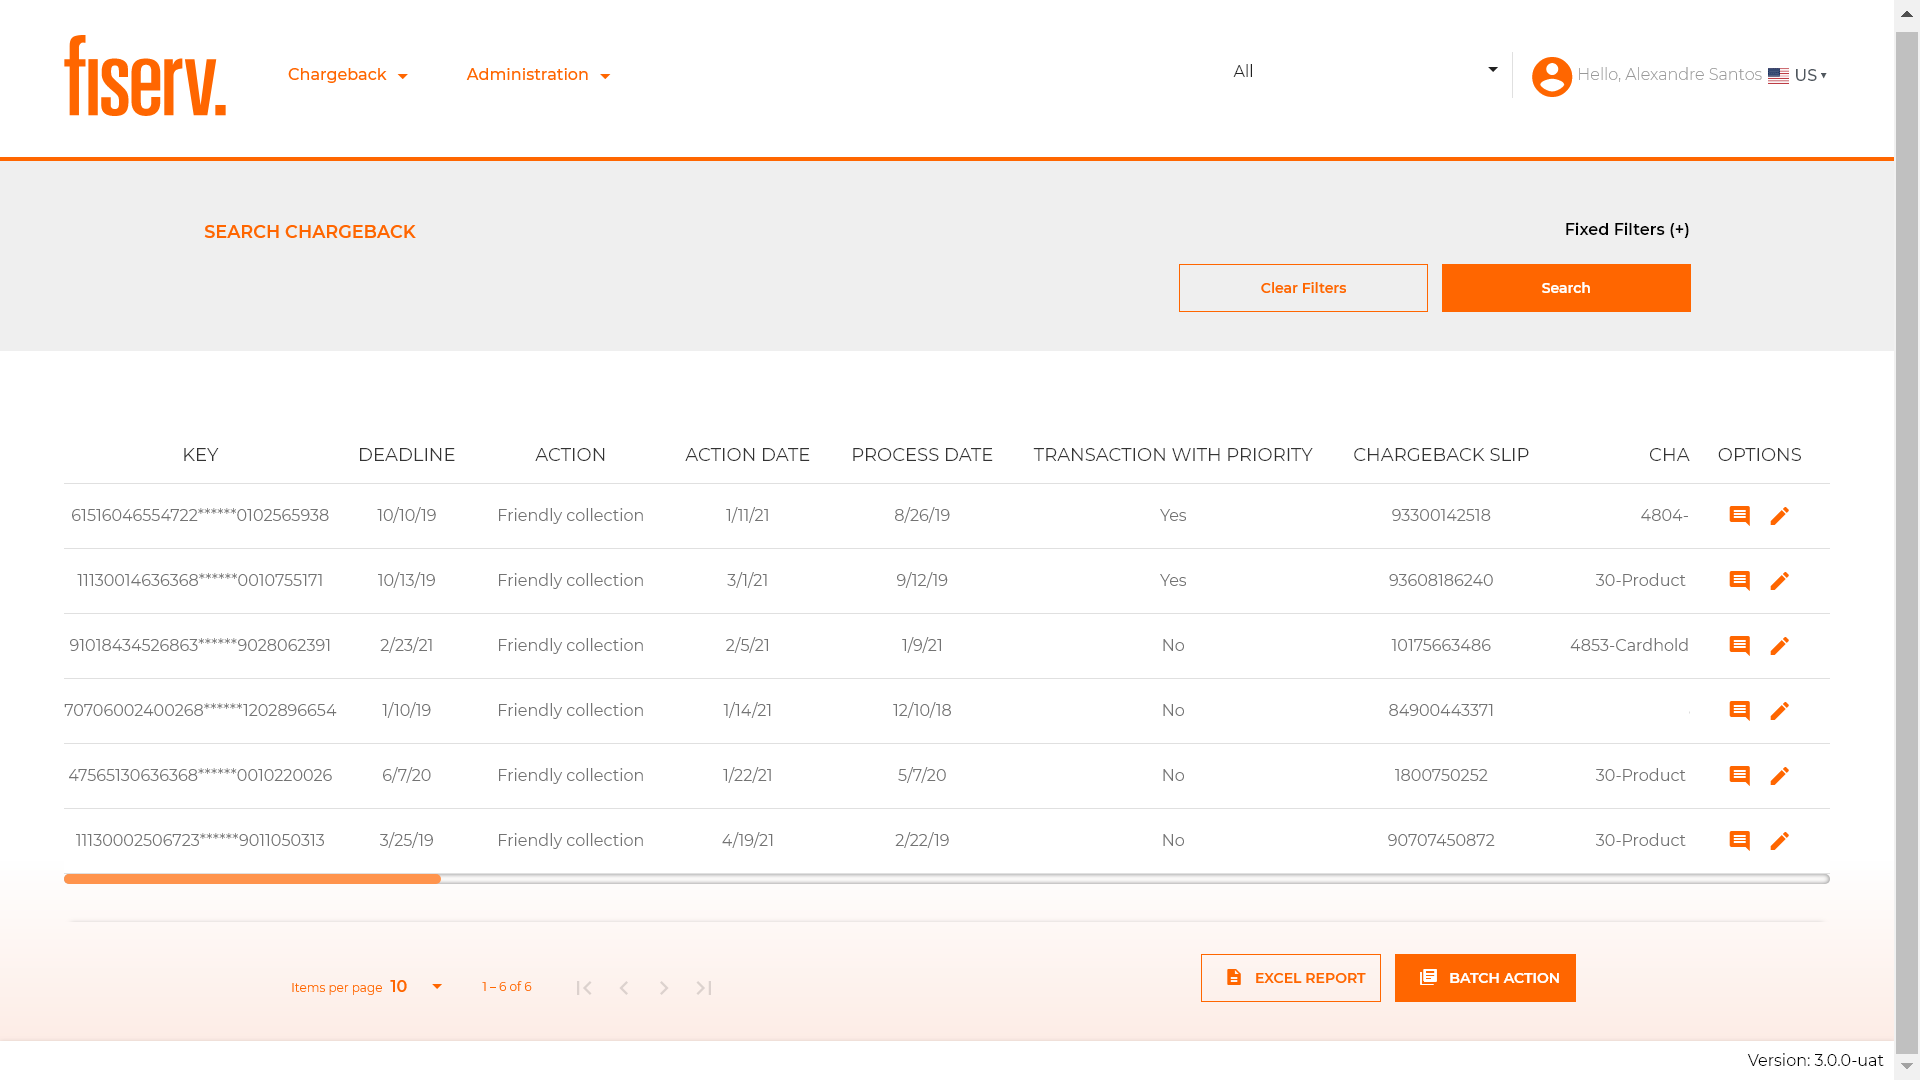 fiserv.
Chargeback
Administration
All
Hello, Alexandre Santos
US
SEARCH CHARGEBACK
Fixed Filters (+)
Clear Filters
Search
KEY DEADLINE ACTION ACTION DATE PROCESS DATE TRANSACTION WITH PRIORITY CHARGEBACK SLIP CHA OPTIONS
61516046554722******0102565938 10/10/19 Friendly collection 1/11/21 8/26/19 Yes 93300142518 4804-
11130014636368******0010755171 10/13/19 Friendly collection 3/1/21 9/12/19 Yes 93608186240 30-Product
91018434526863******9028062391 2/23/21 Friendly collection 2/5/21 1/9/21 No 10175663486 4853-Cardhold
70706002400268******1202896654 1/10/19 Friendly collection 1/14/21 12/10/18 No 84900443371
47565130636368******0010220026 6/7/20 Friendly collection 1/22/21 5/7/20 No 1800750252 30-Product
11130002506723******9011050313 3/25/19 Friendly collection 4/19/21 2/22/19 No 90707450872 30-Product
Items per page 10
1 – 6 of 6
EXCEL REPORT
BATCH ACTION
Version: 3.0.0-uat